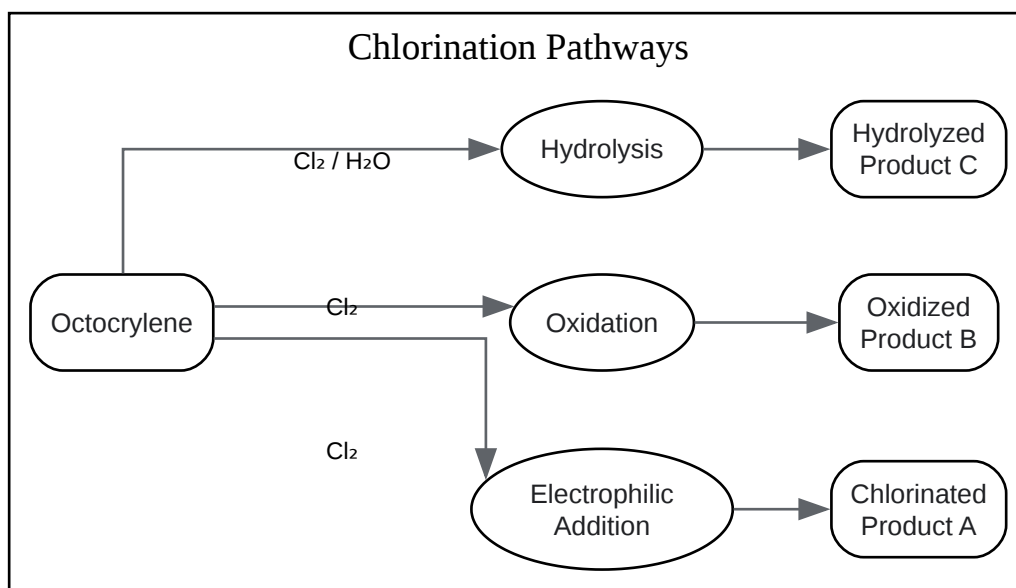 Chlorination Pathways
Cl₂ / H₂O
Hydrolysis
Hydrolyzed
Product C
Octocrylene
Cl₂
Oxidation
Oxidized
Product B
Cl₂
Electrophilic
Addition
Chlorinated
Product A